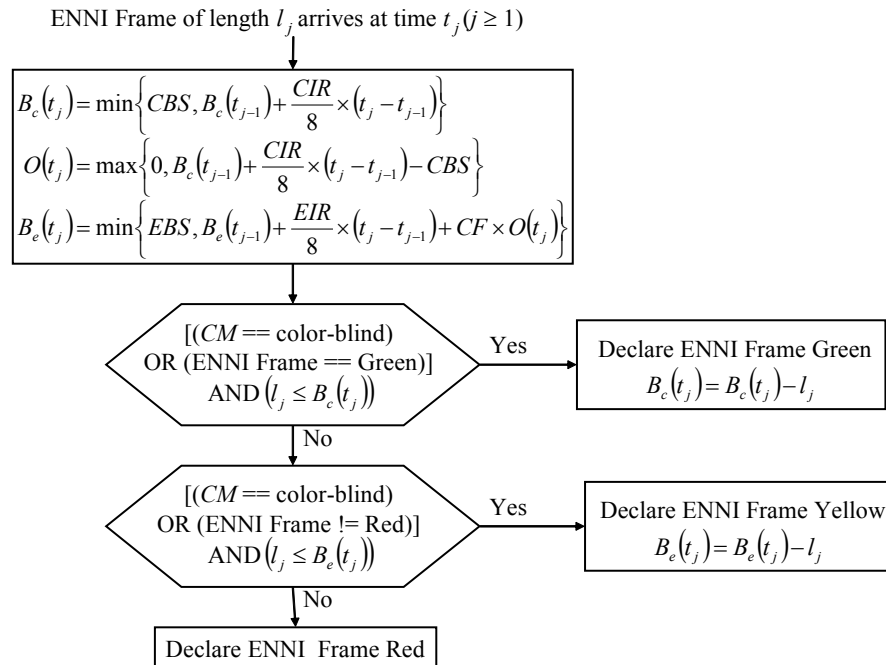 ENNI Frame of length l_j arrives at time t_j (j ≥ 1)
B_c(t_j) = min{CBS, B_c(t_{j-1}) + CIR/8 × (t_j − t_{j-1})}
O(t_j) = max{0, B_c(t_{j-1}) + CIR/8 × (t_j − t_{j-1}) − CBS}
B_e(t_j) = min{EBS, B_e(t_{j-1}) + EIR/8 × (t_j − t_{j-1}) + CF × O(t_j)}
[(CM == color-blind)
OR (ENNI Frame == Green)]
AND (l_j ≤ B_c(t_j))
Yes
Declare ENNI Frame Green
B_c(t_j) = B_c(t_j) − l_j
No
[(CM == color-blind)
OR (ENNI Frame != Red)]
AND (l_j ≤ B_e(t_j))
Yes
Declare ENNI Frame Yellow
B_e(t_j) = B_e(t_j) − l_j
No
Declare ENNI Frame Red